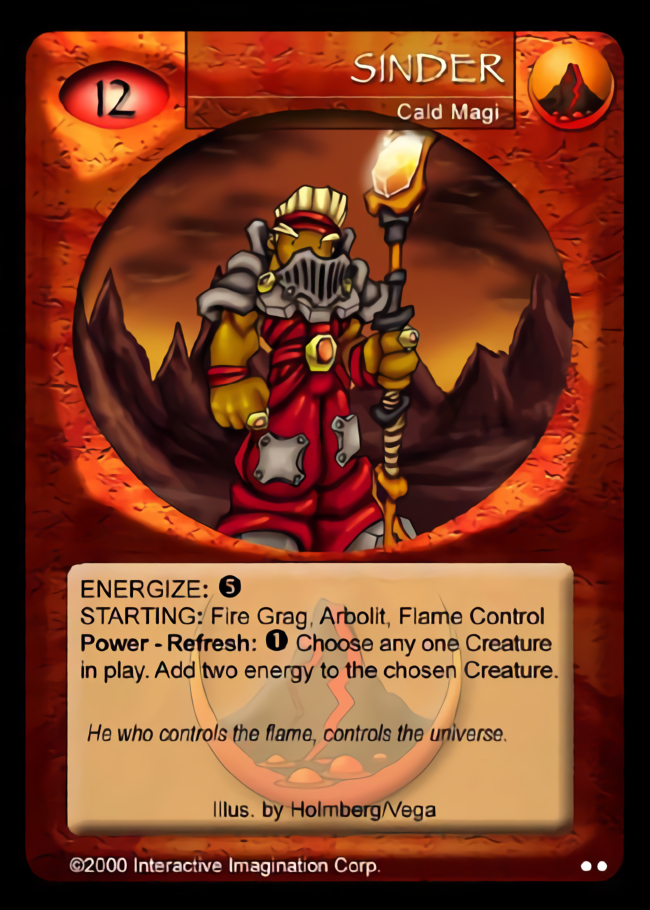 12
SINDER
Cald Magi
ENERGIZE: 5
STARTING: Fire Grag, Arbolit, Flame Control
Power - Refresh: 1 Choose any one Creature
in play. Add two energy to the chosen Creature.
He who controls the flame, controls the universe.
Illus. by Holmberg/Vega
©2000 Interactive Imagination Corp.